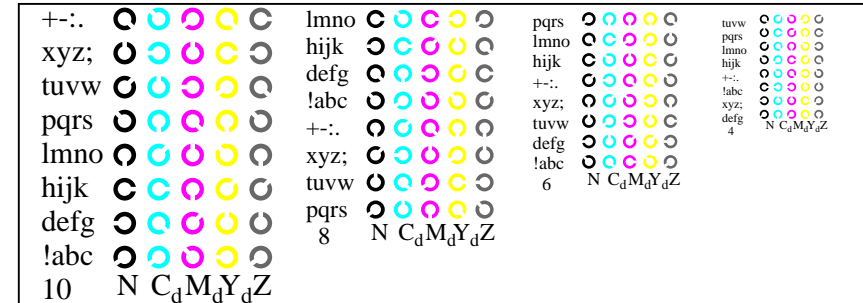 +-:.
xyz;
tuvw
pqrs
lmno
hijk
defg
!abc
10 N CdMdYdZ
lmno
hijk
defg
!abc
+-:.
xyz;
tuvw
pqrs
8 N CdMdYdZ
pqrs
lmno
hijk
+-:.
xyz;
tuvw
defg
!abc
6 N CdMdYdZ
tuvw
pqrs
lmno
hijk
+-:.
!abc
xyz;
defg
4 N CdMdYdZ